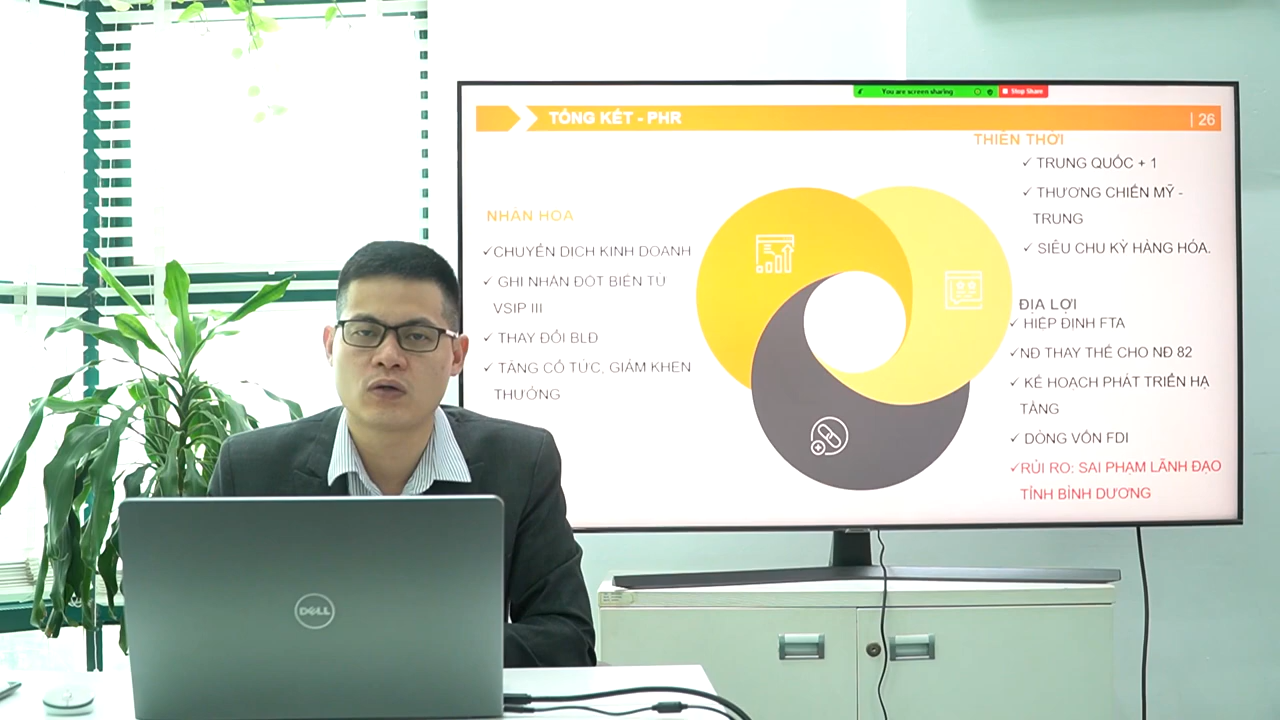 You are screen sharing
Stop Share
TỔNG KẾT - PHR
| 26
THIÊN THỜI
✓ TRUNG QUỐC + 1
✓ THƯƠNG CHIẾN MỸ -
TRUNG
✓ SIÊU CHU KỲ HÀNG HÓA.
NHÂN HÒA
✓CHUYỂN DỊCH KINH DOANH
✓ GHI NHẬN ĐỘT BIẾN TỪ
VSIP III
✓ THAY ĐỔI BLĐ
✓ TĂNG CỔ TỨC, GIẢM KHEN
THƯỞNG
ĐỊA LỢI
✓ HIỆP ĐỊNH FTA
✓NĐ THAY THẾ CHO NĐ 82
✓ KẾ HOẠCH PHÁT TRIỂN HẠ
TẦNG
✓ DÒNG VỐN FDI
✓RỦI RO: SAI PHẠM LÃNH ĐẠO
TỈNH BÌNH DƯƠNG
DELL